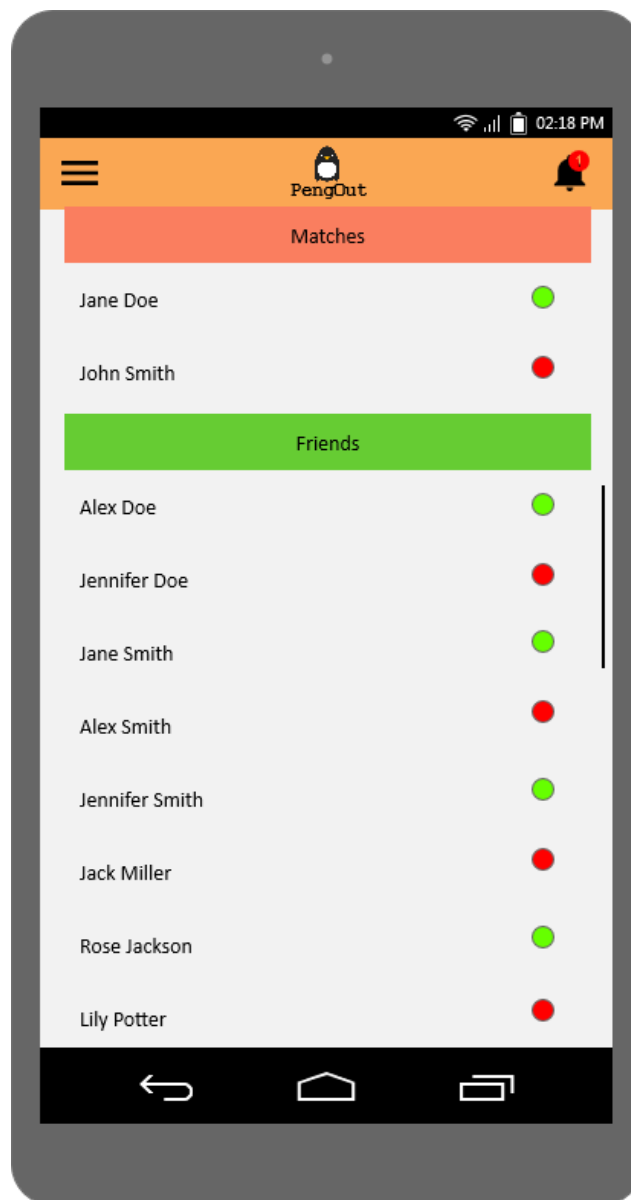 02:18 PM
1
PengOut
Matches
Jane Doe
John Smith
Friends
Alex Doe
Jennifer Doe
Jane Smith
Alex Smith
Jennifer Smith
Jack Miller
Rose Jackson
Lily Potter